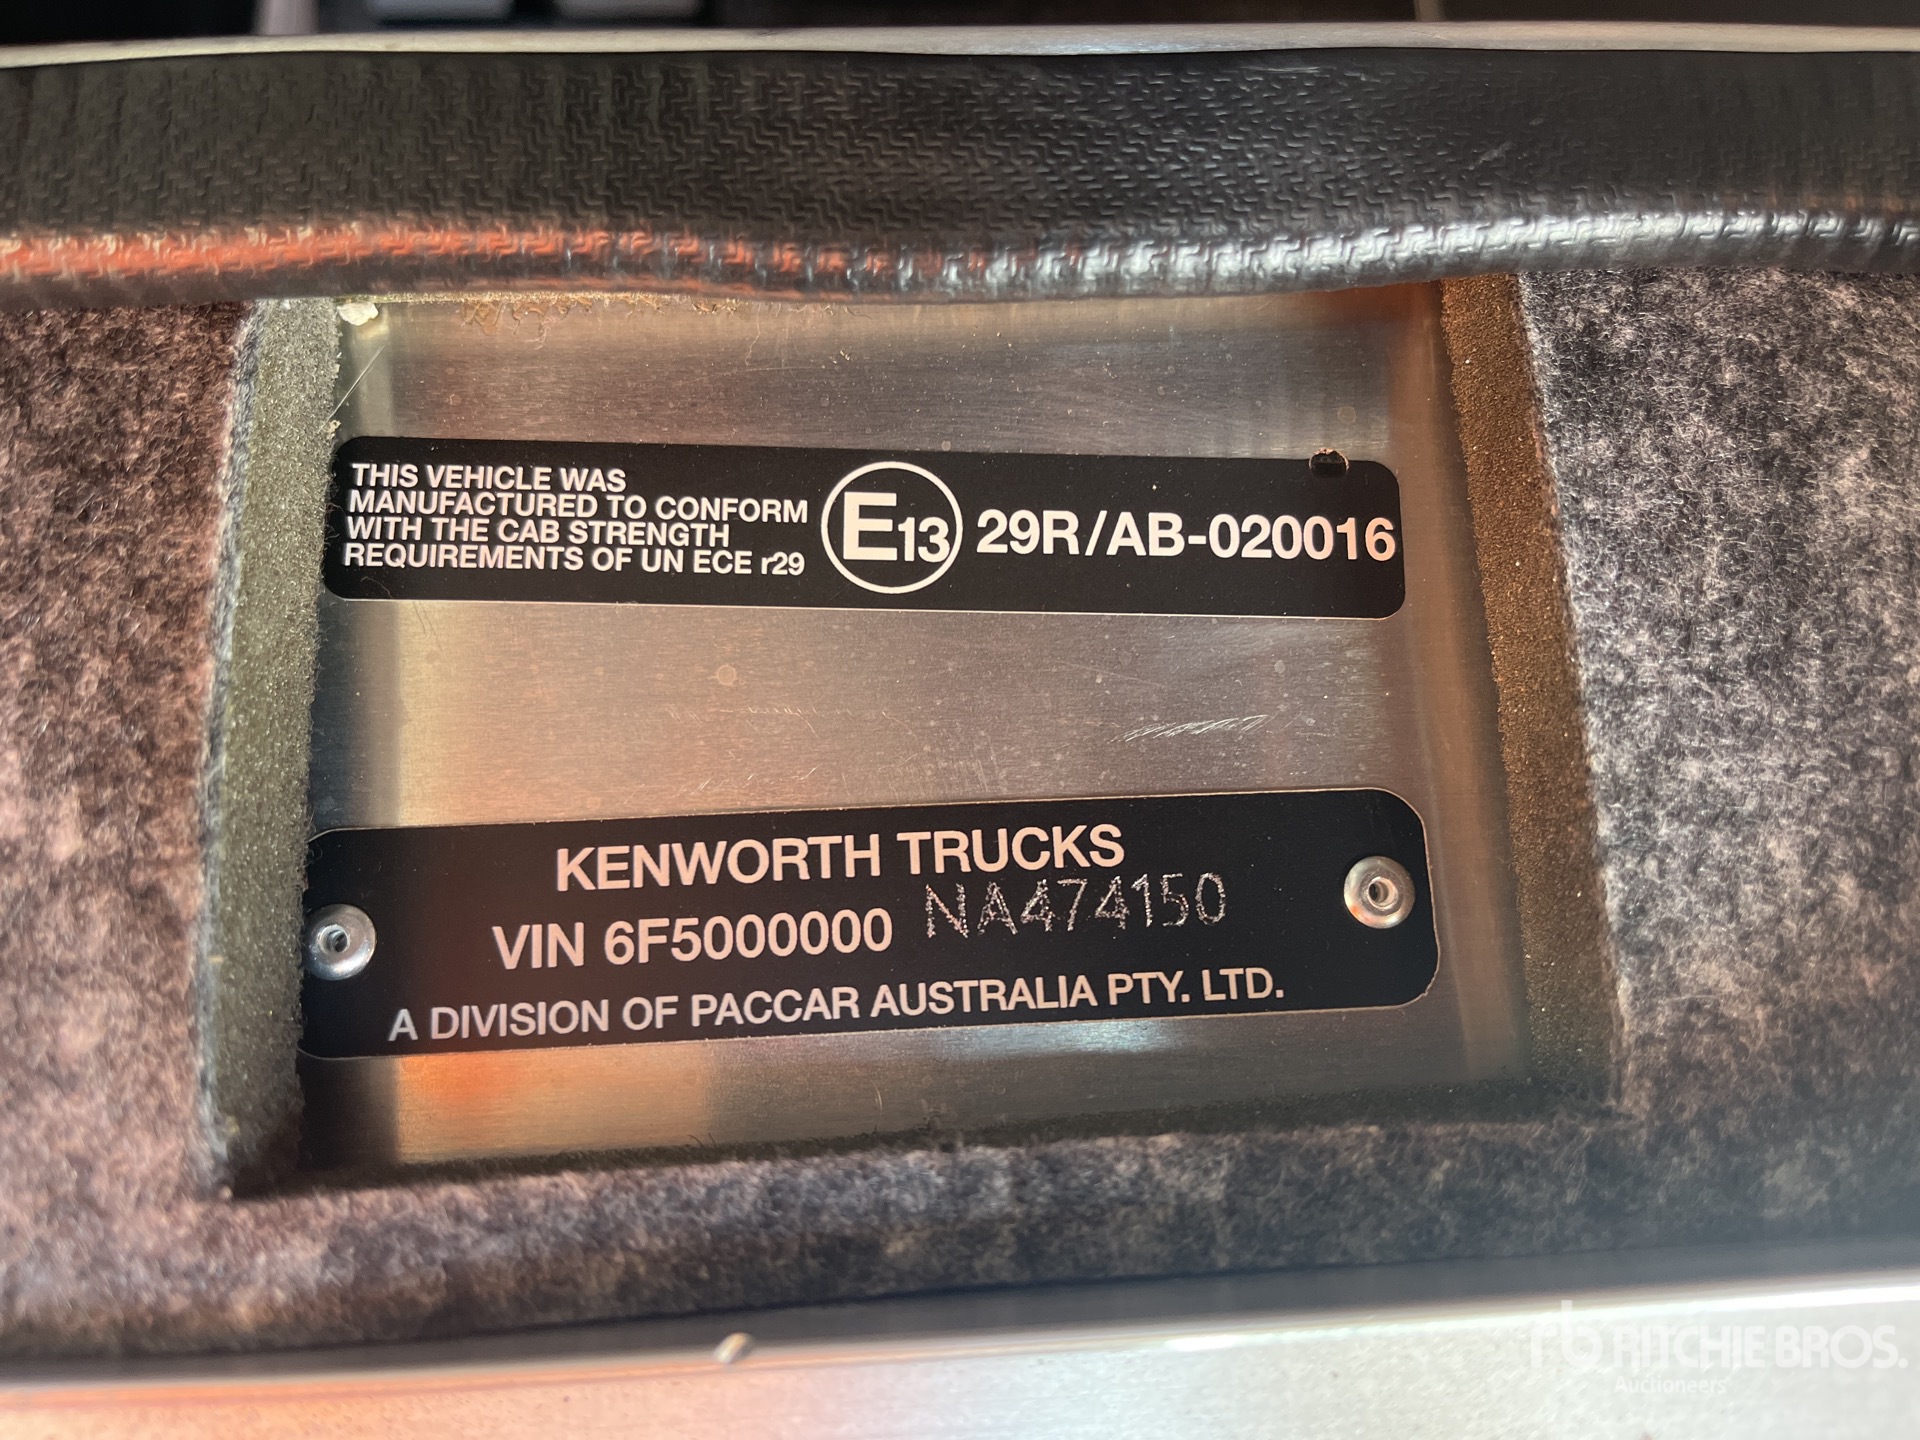 THIS VEHICLE WAS
MANUFACTURED TO CONFORM
WITH THE CAB STRENGTH
REQUIREMENTS OF UN ECE r29
E13 29R/AB-020016
KENWORTH TRUCKS
VIN 6F5000000 NA474150
A DIVISION OF PACCAR AUSTRALIA PTY. LTD.
rb RITCHIE BROS.
Auctioneers